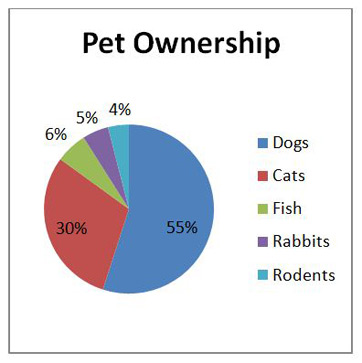 Pet Ownership
4%
5%
6%
30%
55%
Dogs
Cats
Fish
Rabbits
Rodents